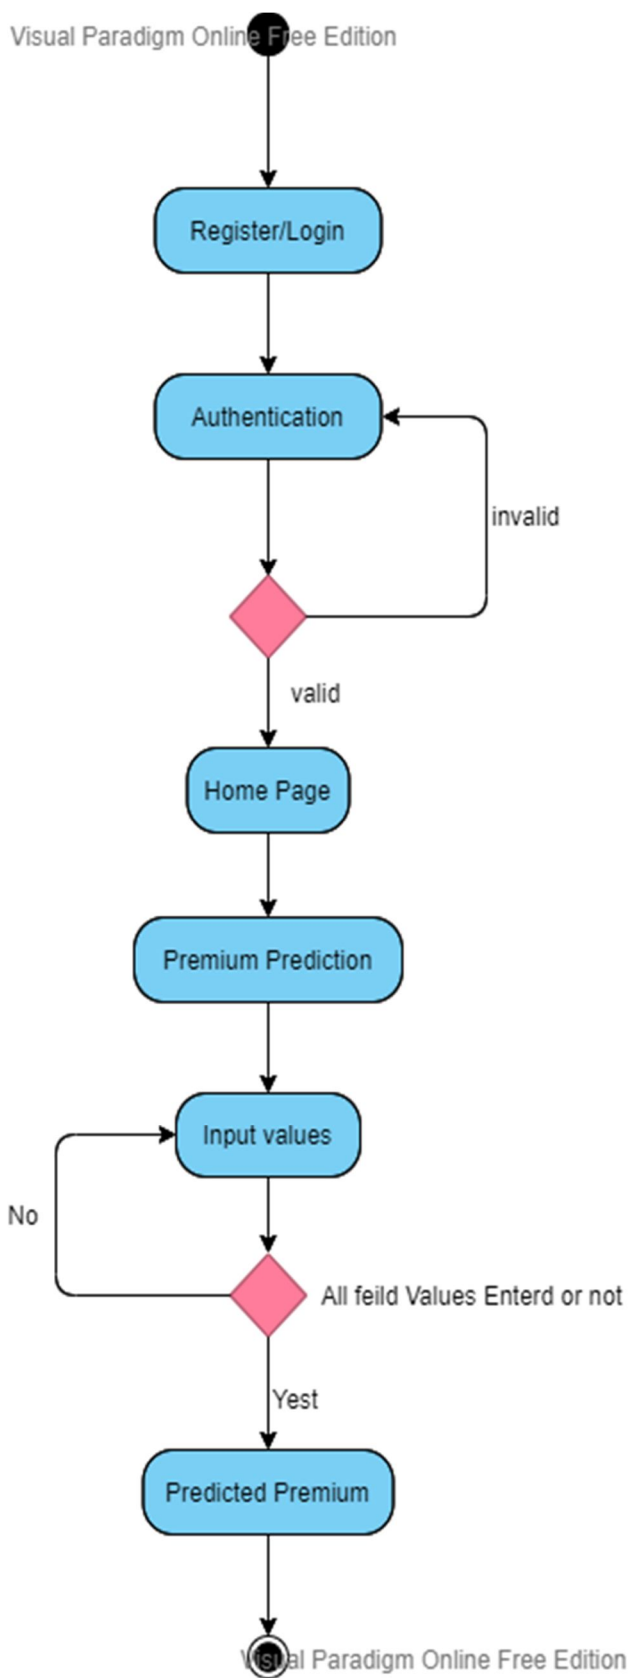 Visual Paradigm Online Free Edition
Register/Login
Authentication
invalid
valid
Home Page
Premium Prediction
Input values
No
All feild Values Enterd or not
Yest
Predicted Premium
Visual Paradigm Online Free Edition